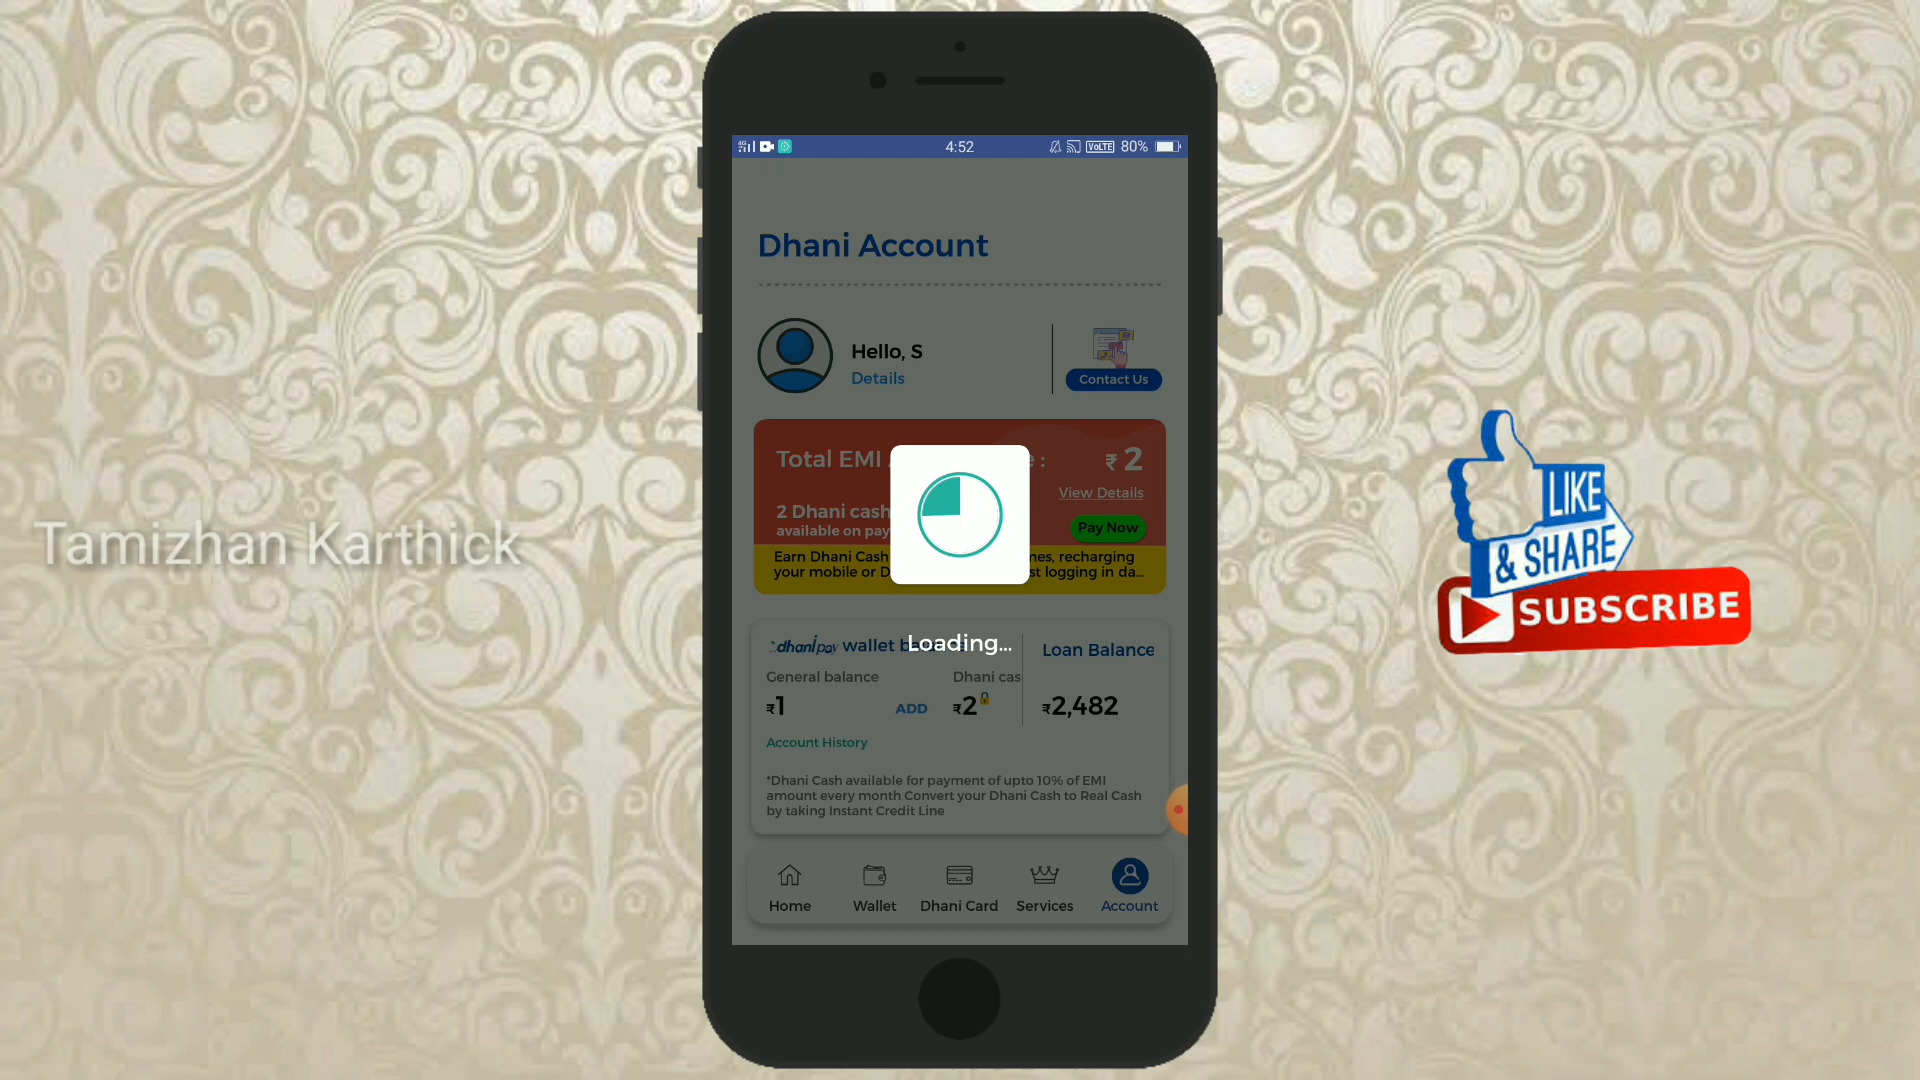 4:52
VoLTE 80%
Dhani Account
Hello, S
Details
Contact Us
Total EMI
:
₹ 2
View Details
2 Dhani cash
available on pay
Pay Now
Earn Dhani Cash
recharging
your mobile or D
logging in da...
Loading...
dhani pay wallet
Loan Balance
General balance
Dhani cas
₹1
ADD
₹2
₹2,482
Account History
*Dhani Cash available for payment of upto 10% of EMI
amount every month Convert your Dhani Cash to Real Cash
by taking Instant Credit Line
Home
Wallet
Dhani Card
Services
Account
Tamizhan Karthick
LIKE
& SHARE
SUBSCRIBE